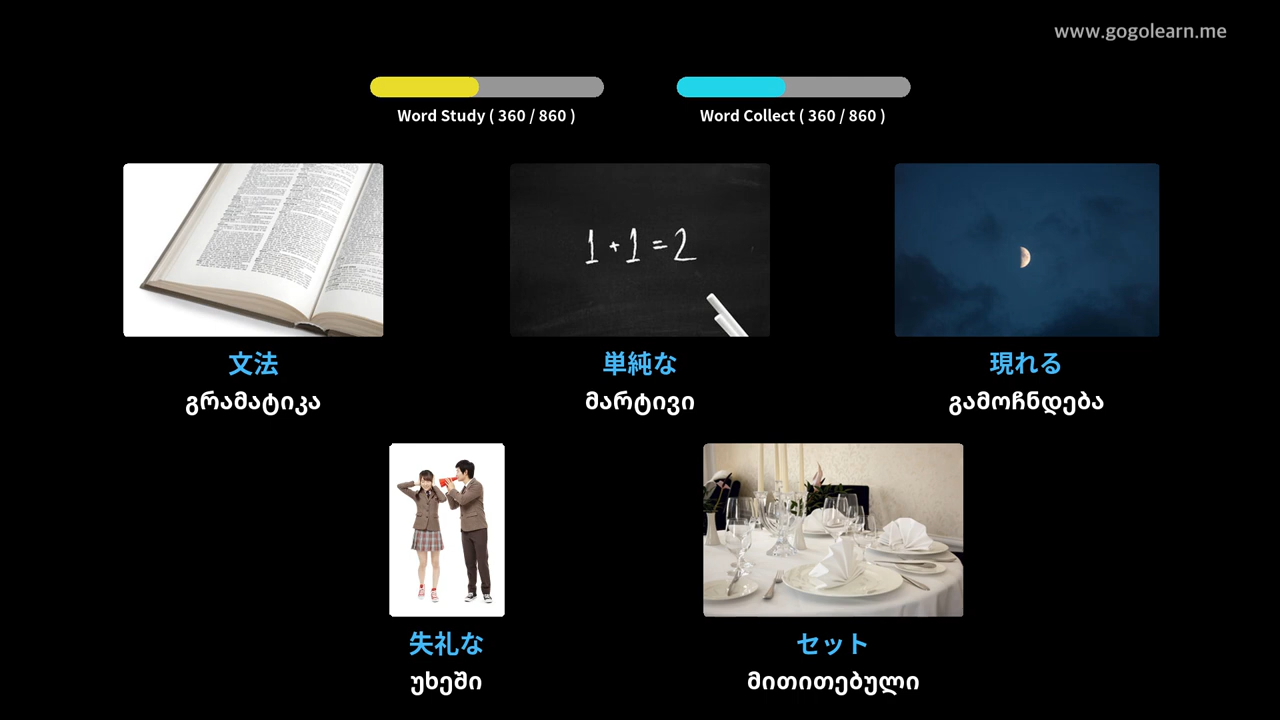 www.gogolearn.me
Word Study ( 360 / 860 )
Word Collect ( 360 / 860 )
1 + 1 = 2
文法
単純な
現れる
გრამატიკა
მარტივი
გამოჩნდება
失礼な
セット
უხეში
მითითებული